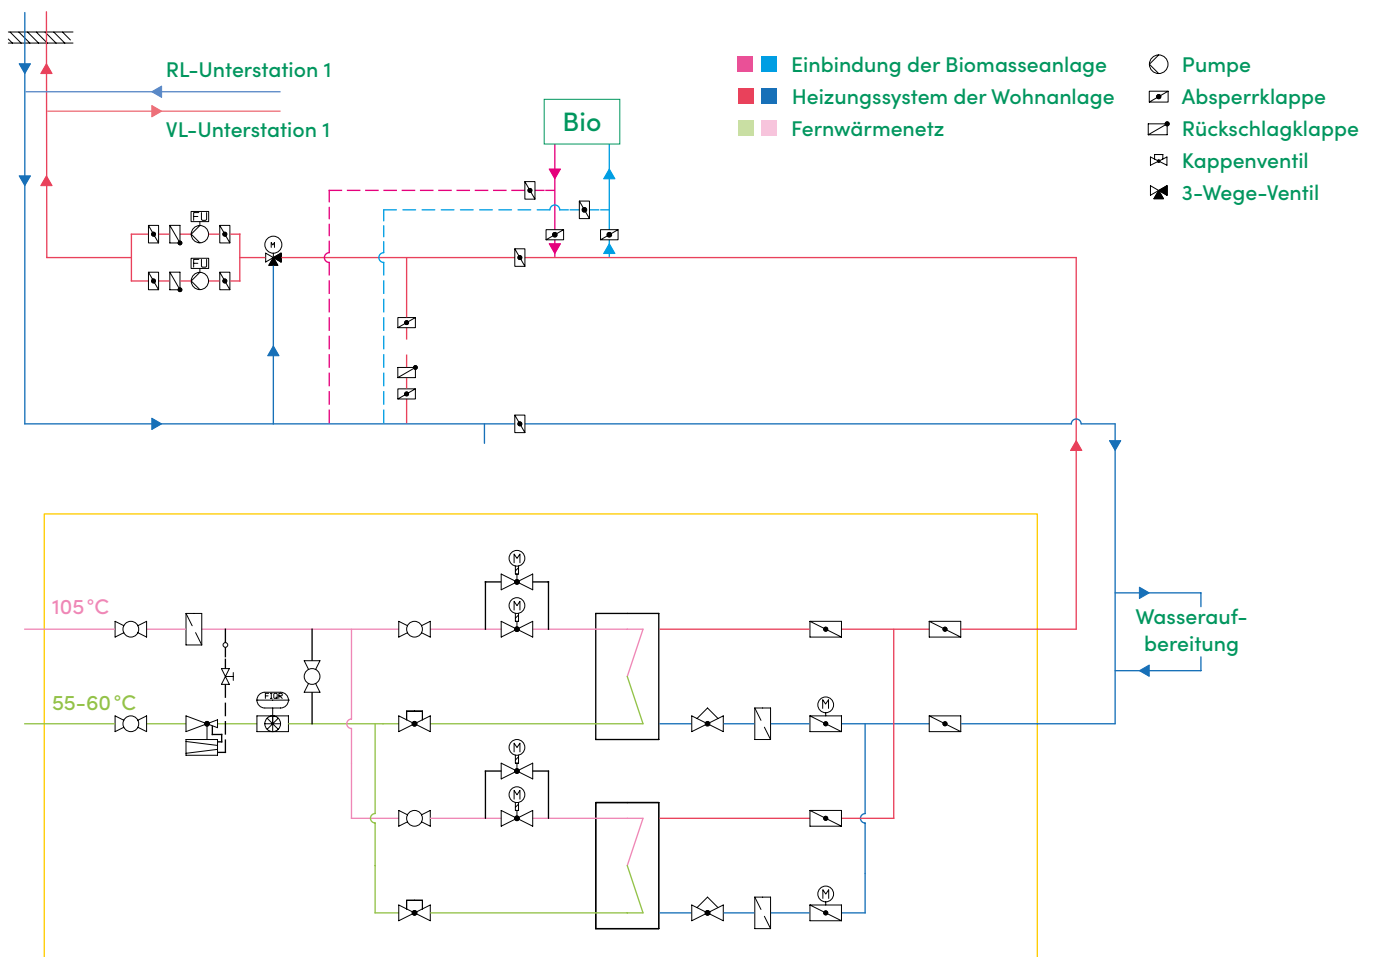 RL-Unterstation 1
VL-Unterstation 1
Bio
Einbindung der Biomasseanlage
Heizungssystem der Wohnanlage
Fernwärmenetz
Pumpe
Absperrklappe
Rückschlagklappe
Kappenventil
3-Wege-Ventil
FU
M
FU
M
105 °C
M
Wasserauf-
bereitung
55-60 °C
FIQR
M
M
M
M